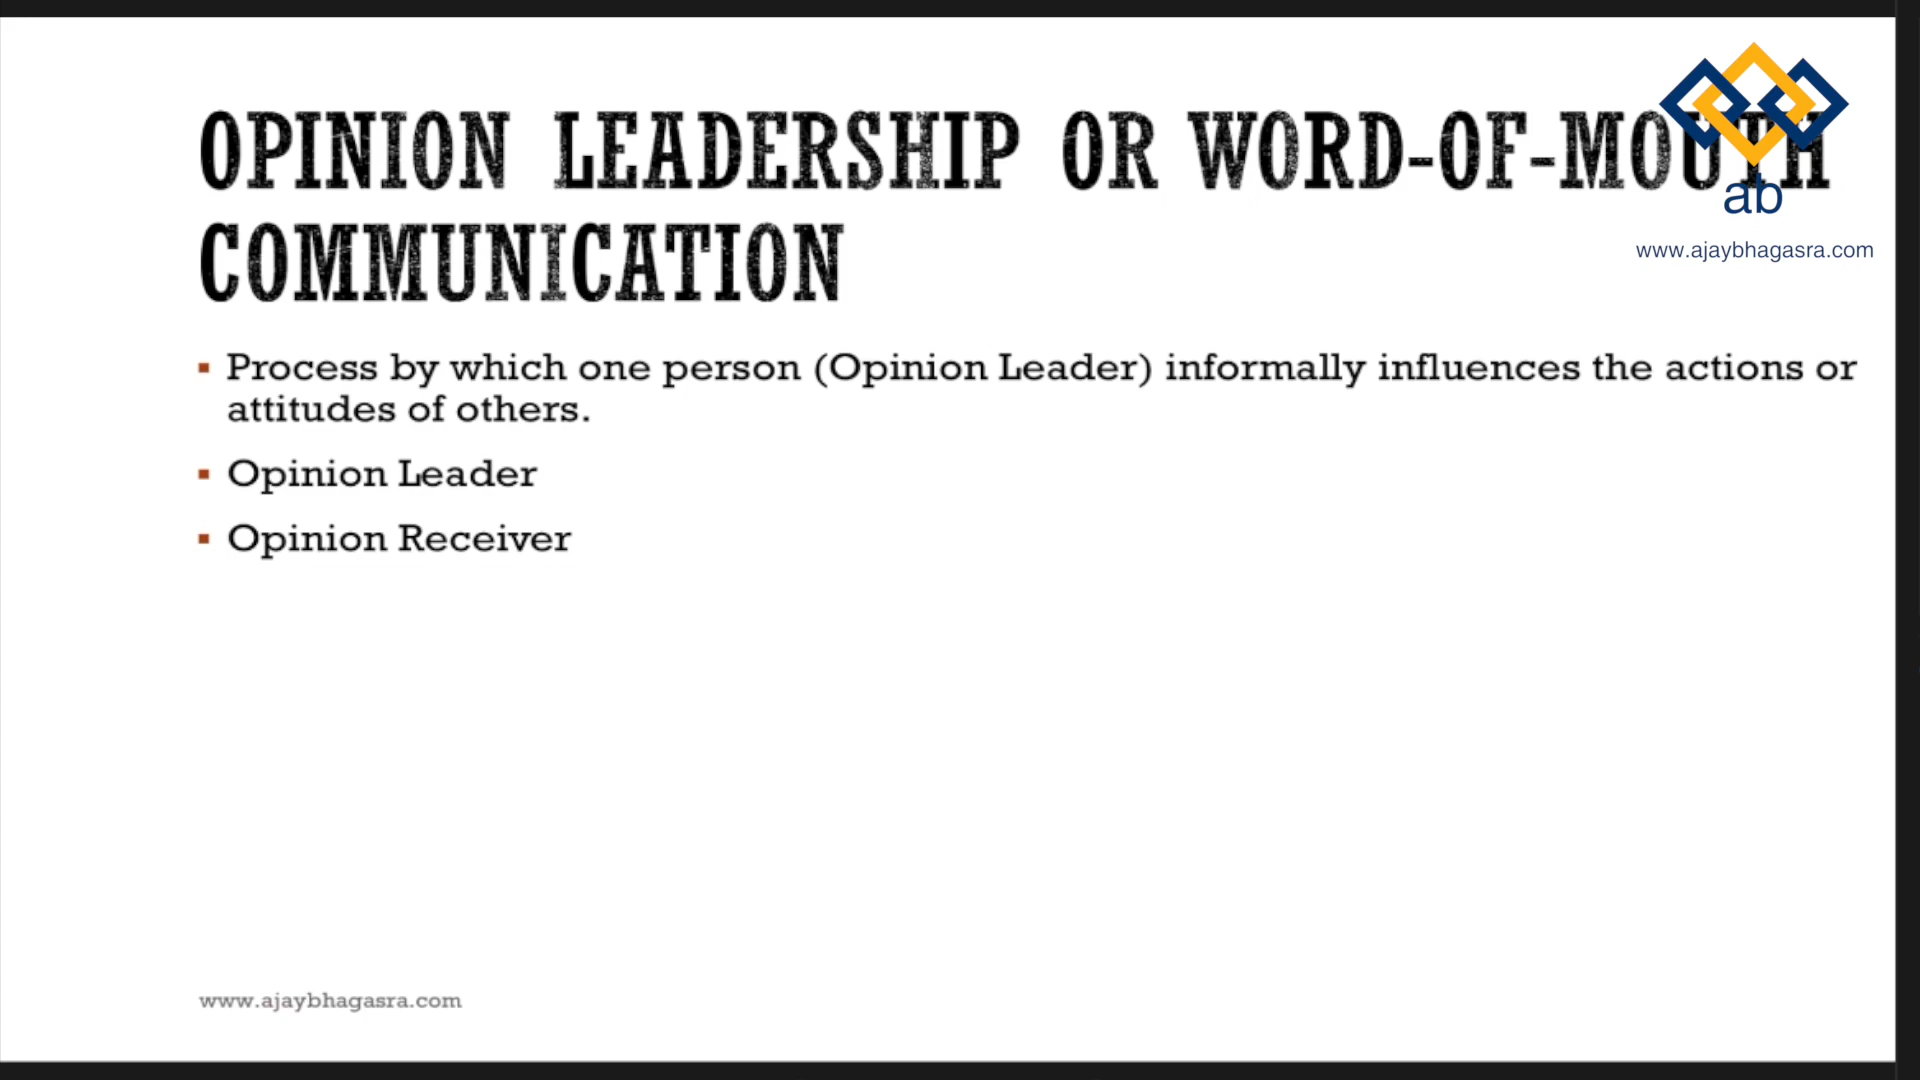 OPINION LEADERSHIP OR WORD-OF-MOUTH
COMMUNICATION
ab
www.ajaybhagasra.com
▪ Process by which one person (Opinion Leader) informally influences the actions or
attitudes of others.
▪ Opinion Leader
▪ Opinion Receiver
www.ajaybhagasra.com